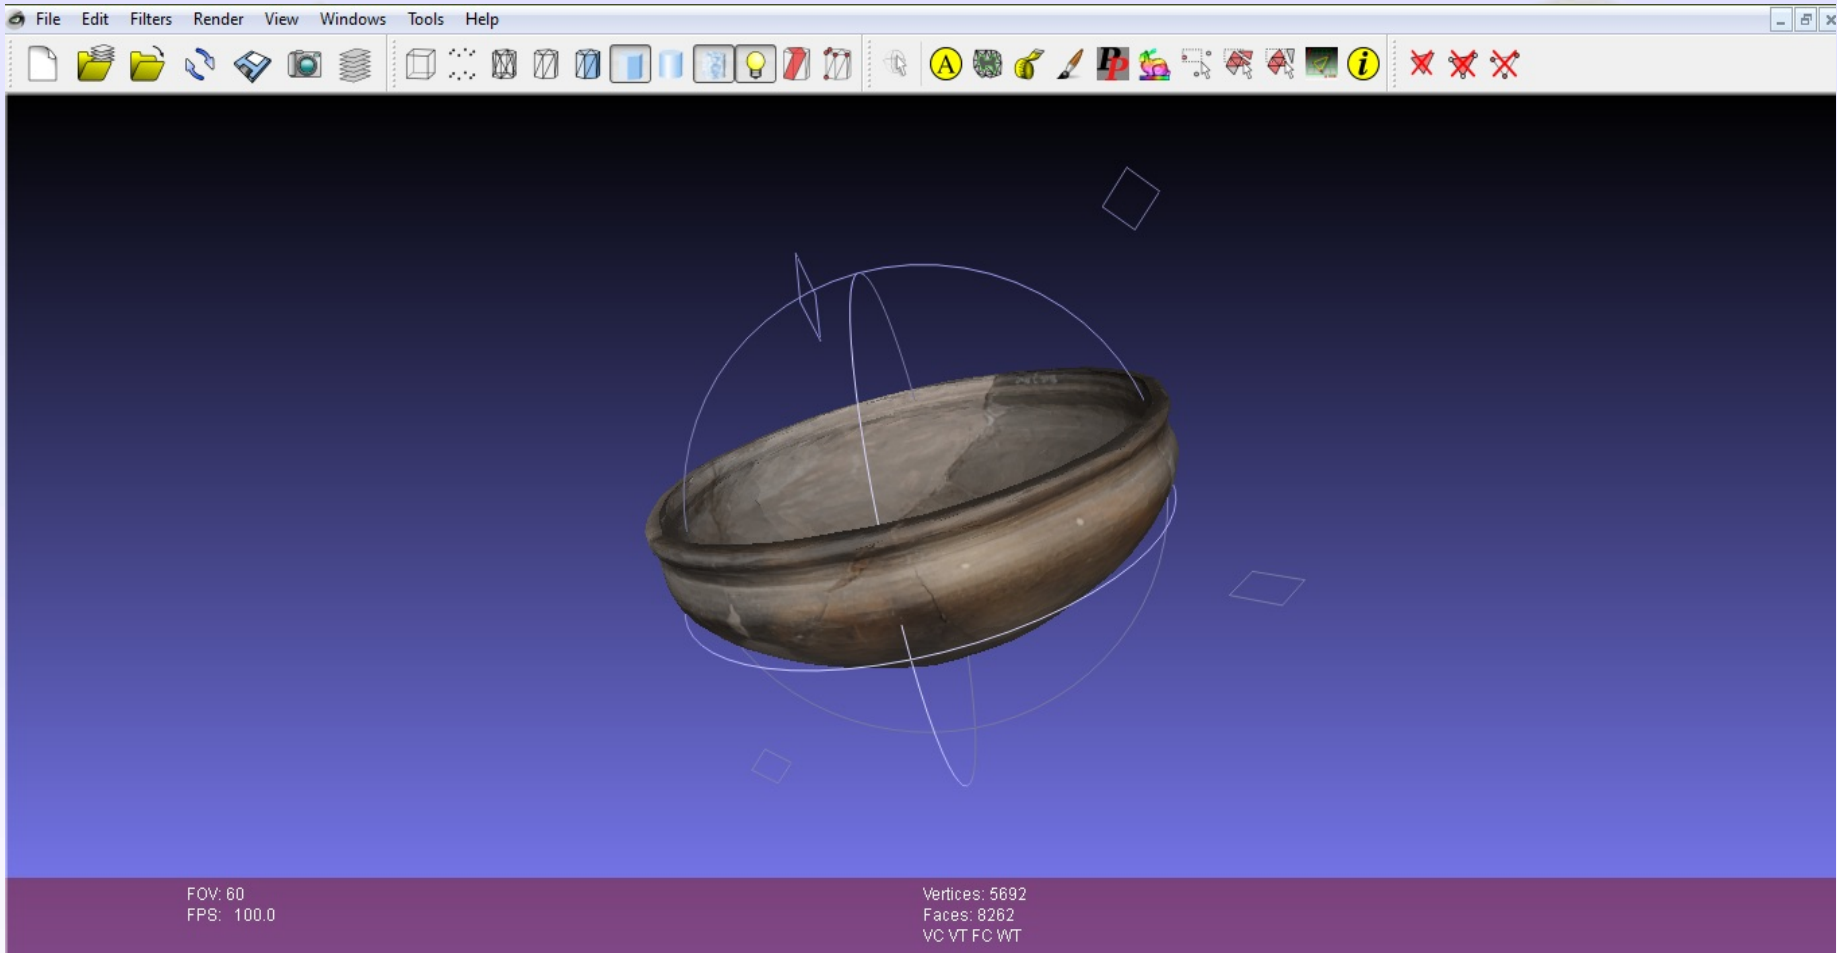 File Edit Filters Render View Windows Tools Help
A
PP
i
FOV: 60
FPS: 100.0
Vertices: 5692
Faces: 8262
VC VT FC WT